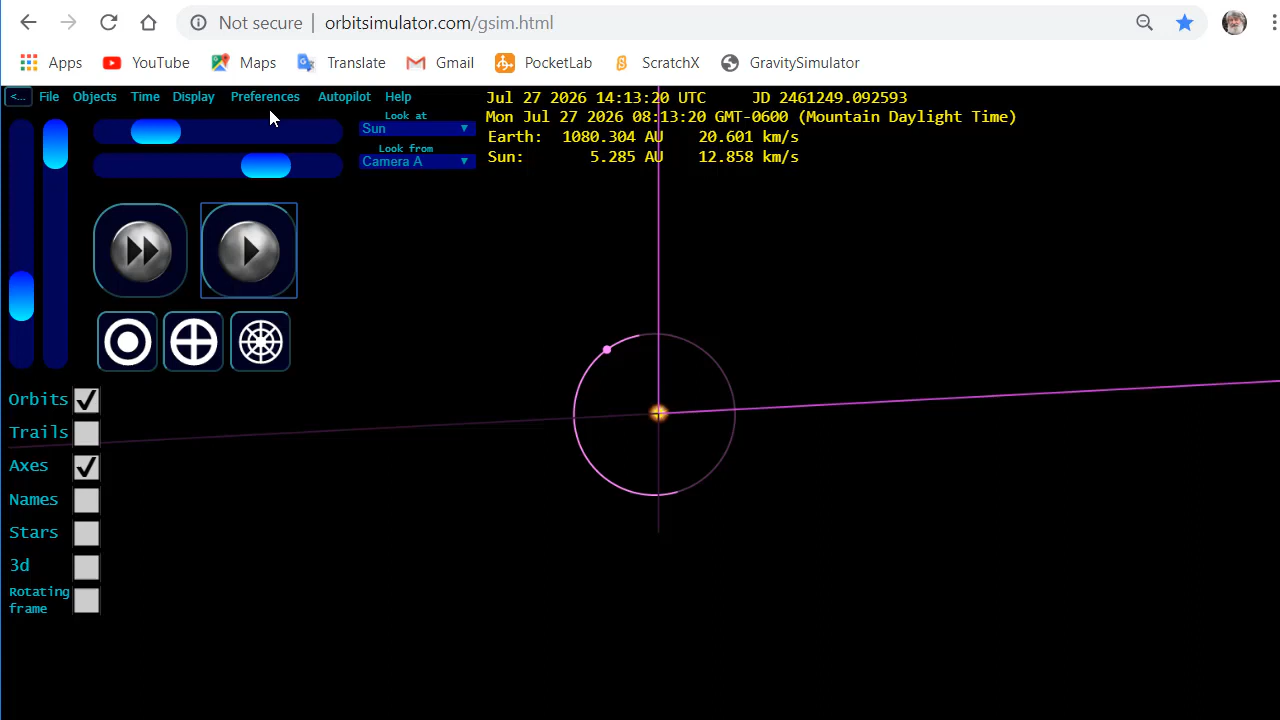 Not secure | orbitsimulator.com/gsim.html
Apps YouTube Maps Translate Gmail PocketLab ScratchX GravitySimulator
<... File Objects Time Display Preferences Autopilot Help
Look at
Sun
Look from
Camera A
Jul 27 2026 14:13:20 UTC JD 2461249.092593
Mon Jul 27 2026 08:13:20 GMT-0600 (Mountain Daylight Time)
Earth: 1080.304 AU 20.601 km/s
Sun: 5.285 AU 12.858 km/s
Orbits
Trails
Axes
Names
Stars
3d
Rotating
frame